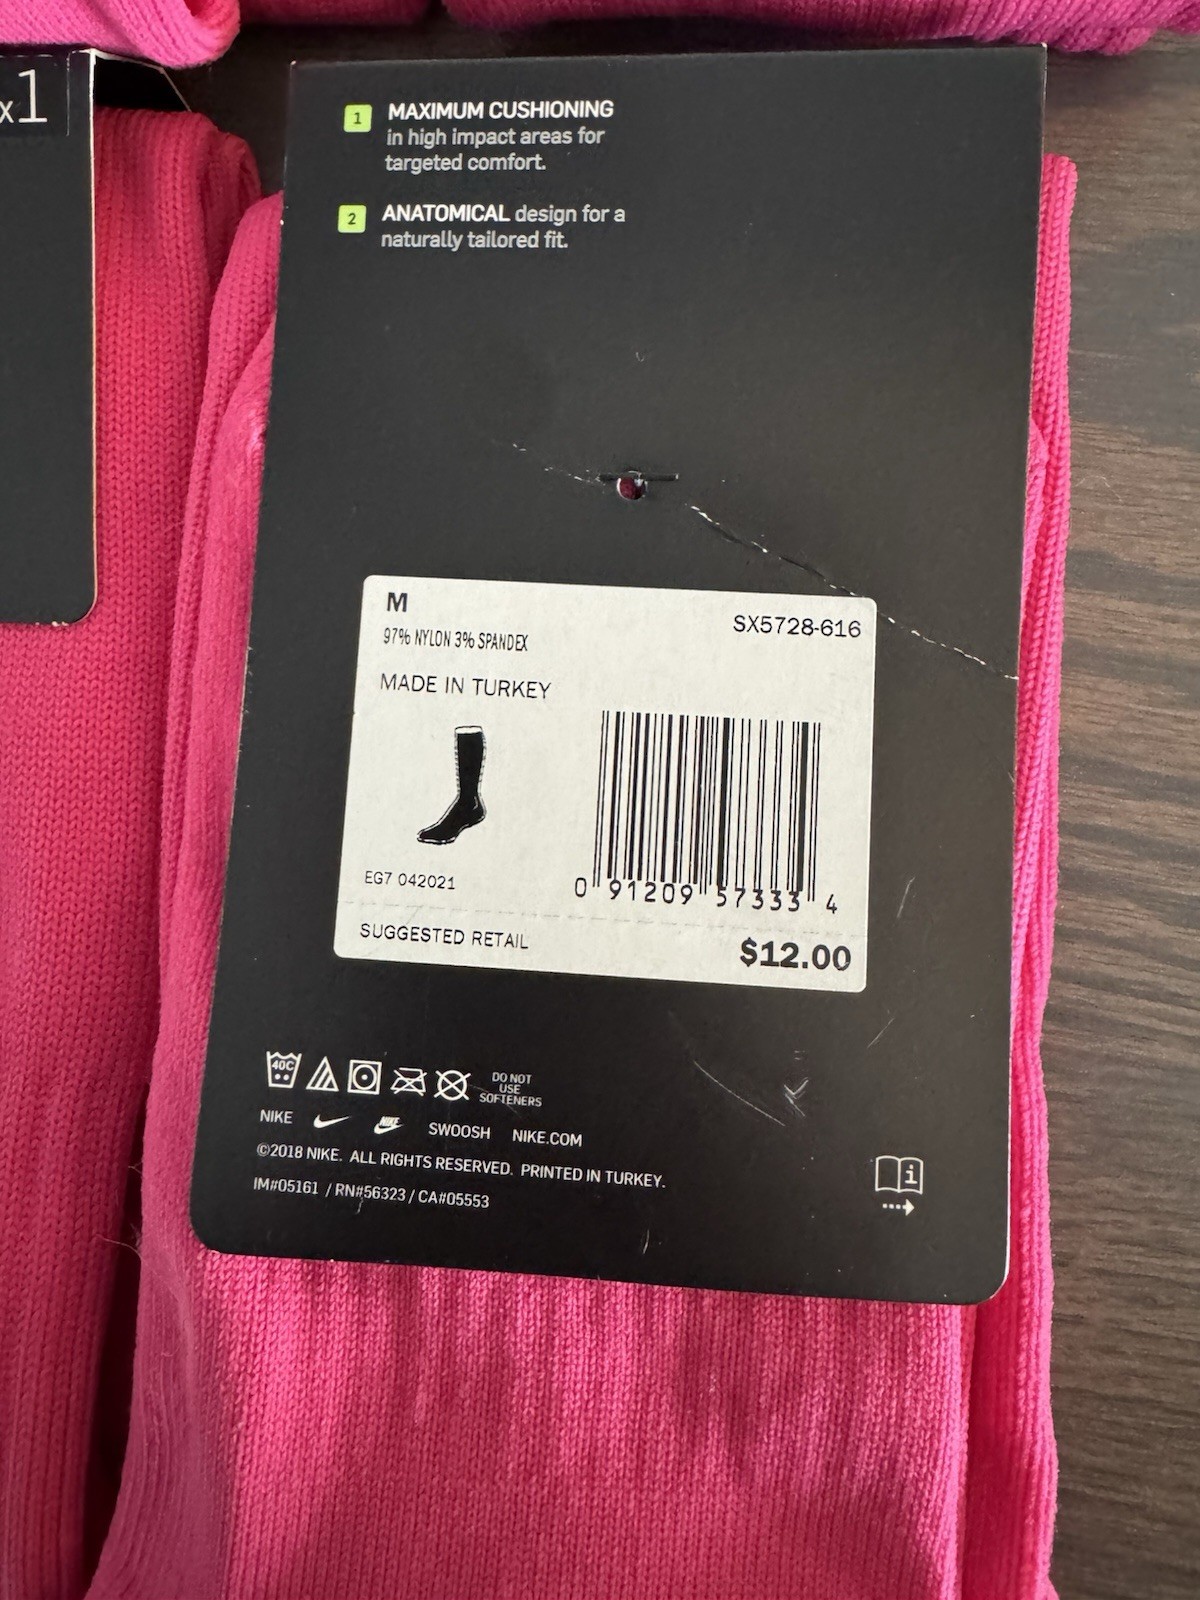 x1
1 MAXIMUM CUSHIONING
in high impact areas for
targeted comfort.
2 ANATOMICAL design for a
naturally tailored fit.
M
SX5728-616
97% NYLON 3% SPANDEX
MADE IN TURKEY
EG7 042021
0 91209 57333 4
SUGGESTED RETAIL
$12.00
40C
DO NOT
USE
SOFTENERS
NIKE NIKE SWOOSH NIKE.COM
©2018 NIKE. ALL RIGHTS RESERVED. PRINTED IN TURKEY.
IM#05161 / RN#56323 / CA#05553
i